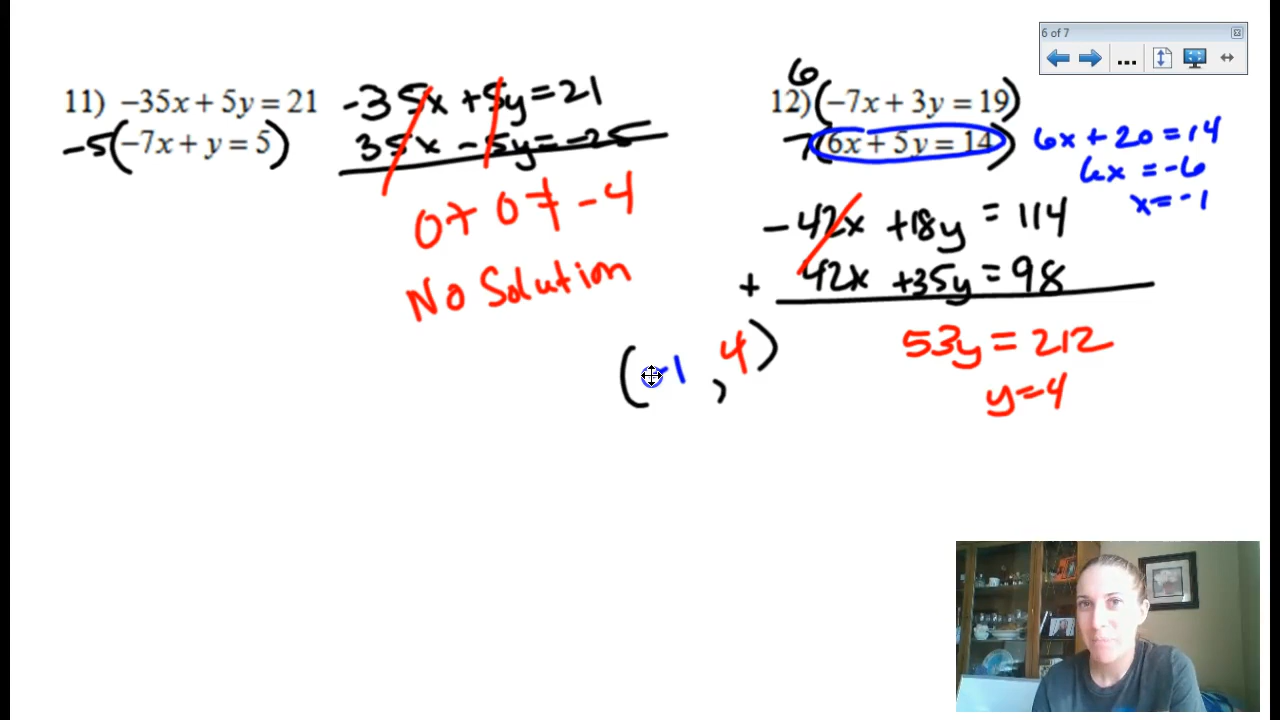 6 of 7
...
11) −35x + 5y = 21
-5(−7x + y = 5)
-35x +5y = 21
35x - 5y = -25
0 + 0 ≠ -4
No Solution
6
12) (−7x + 3y = 19)
7(6x + 5y = 14)
6x + 20 = 14
6x = -6
x = -1
-42x +18y = 114
+ 42x +35y = 98
53y = 212
y = 4
(-1, 4)